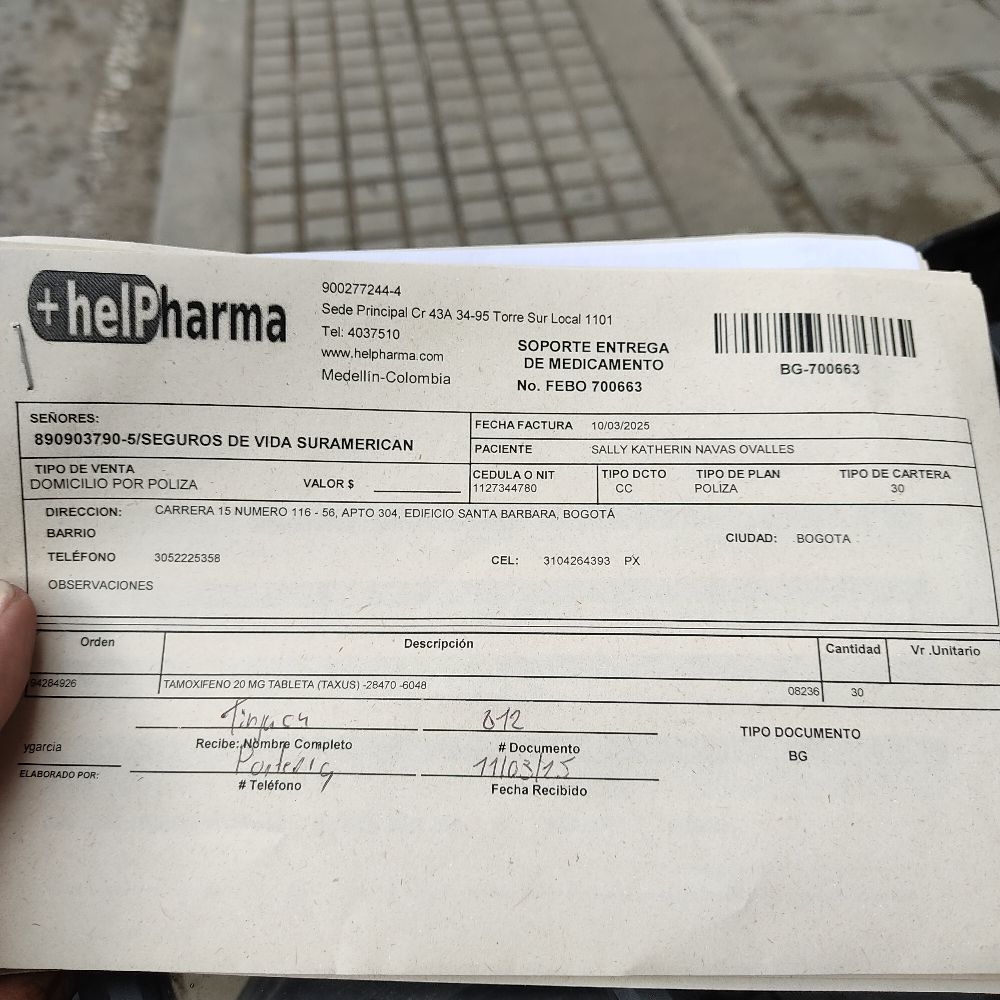 +helPharma
900277244-4
Sede Principal Cr 43A 34-95 Torre Sur Local 1101
Tel: 4037510
www.helpharma.com
Medellín-Colombia
SOPORTE ENTREGA
DE MEDICAMENTO
No. FEBO 700663
BG-700663
SEÑORES:
890903790-5/SEGUROS DE VIDA SURAMERICAN
FECHA FACTURA 10/03/2025
PACIENTE SALLY KATHERIN NAVAS OVALLES
TIPO DE VENTA
DOMICILIO POR POLIZA
VALOR $
CEDULA O NIT
1127344780
TIPO DCTO
CC
TIPO DE PLAN
POLIZA
TIPO DE CARTERA
30
DIRECCION: CARRERA 15 NUMERO 116 - 56, APTO 304, EDIFICIO SANTA BARBARA, BOGOTÁ
BARRIO
CIUDAD: BOGOTA
TELÉFONO 3052225358
CEL: 3104264393 PX
OBSERVACIONES
Orden Descripción Cantidad Vr .Unitario
94284926 TAMOXIFENO 20 MG TABLETA (TAXUS) -28470 -6048 08236 30
812
Recibe: Nombre Completo
# Documento
TIPO DOCUMENTO
BG
ygarcia
ELABORADO POR:
Porteria
11/03/25
# Teléfono
Fecha Recibido